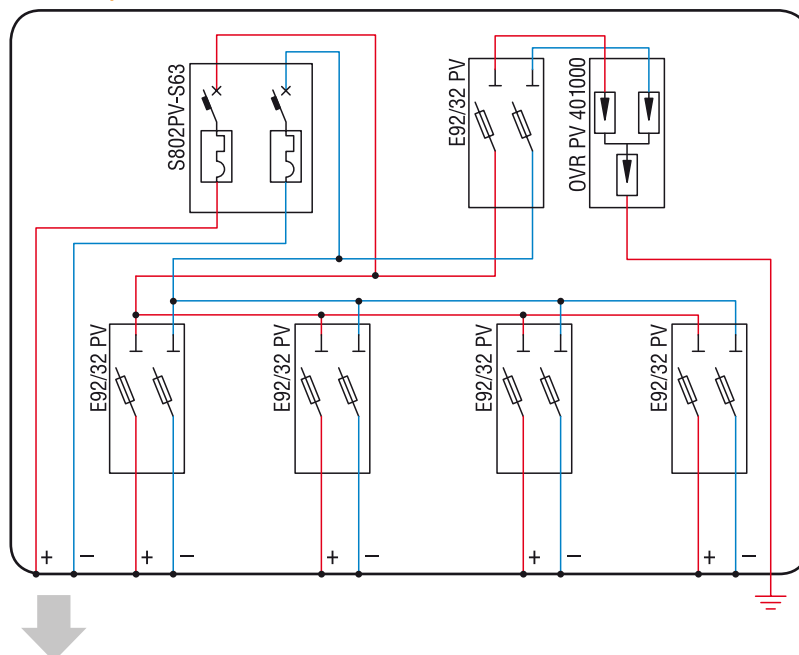 S802PV-S63
E92/32 PV
OVR PV 401000
E92/32 PV
E92/32 PV
E92/32 PV
E92/32 PV
+ − + − + − + − + −